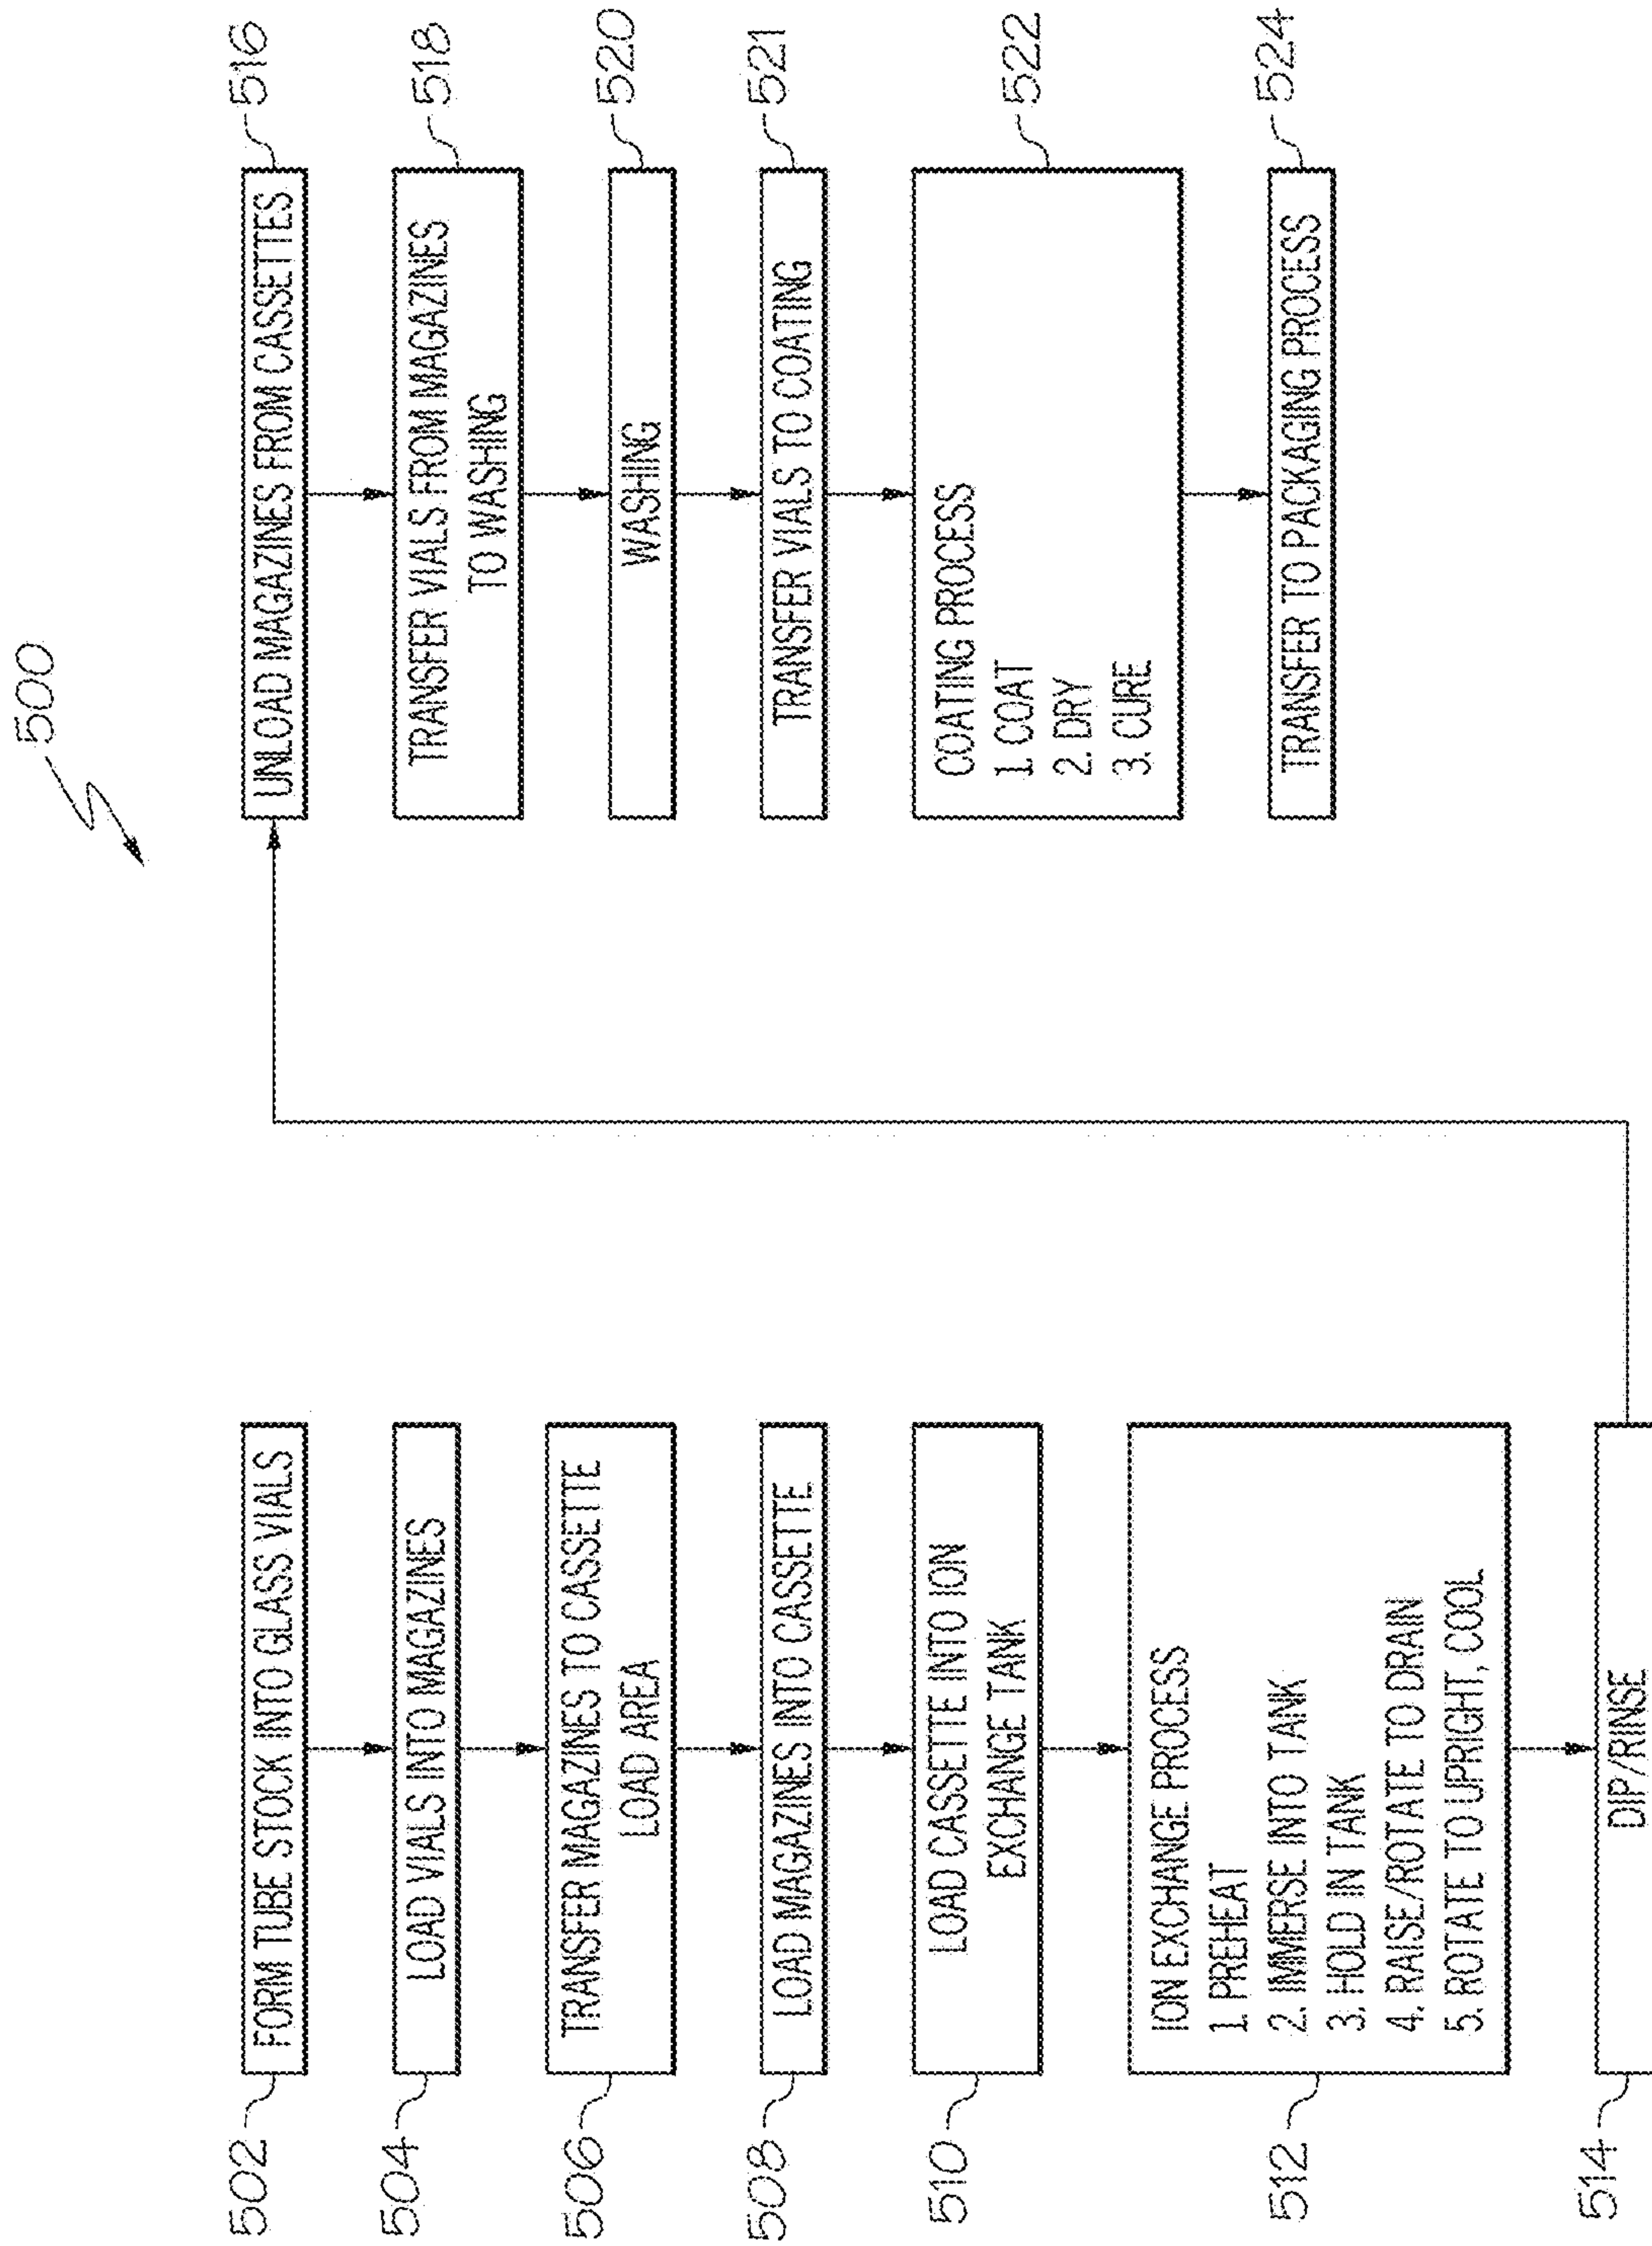 500
502
FORM TUBE STOCK INTO GLASS VIALS
504
LOAD VIALS INTO MAGAZINES
506
TRANSFER MAGAZINES TO CASSETTE
LOAD AREA
508
LOAD MAGAZINES INTO CASSETTE
510
LOAD CASSETTE INTO ION
EXCHANGE TANK
512
ION EXCHANGE PROCESS
1. PREHEAT
2. IMMERSE INTO TANK
3. HOLD IN TANK
4. RAISE/ROTATE TO DRAIN
5. ROTATE TO UPRIGHT, COOL
514
DIP/RINSE
UNLOAD MAGAZINES FROM CASSETTES
516
TRANSFER VIALS FROM MAGAZINES
TO WASHING
518
WASHING
520
TRANSFER VIALS TO COATING
521
COATING PROCESS
1. COAT
2. DRY
3. CURE
522
TRANSFER TO PACKAGING PROCESS
524